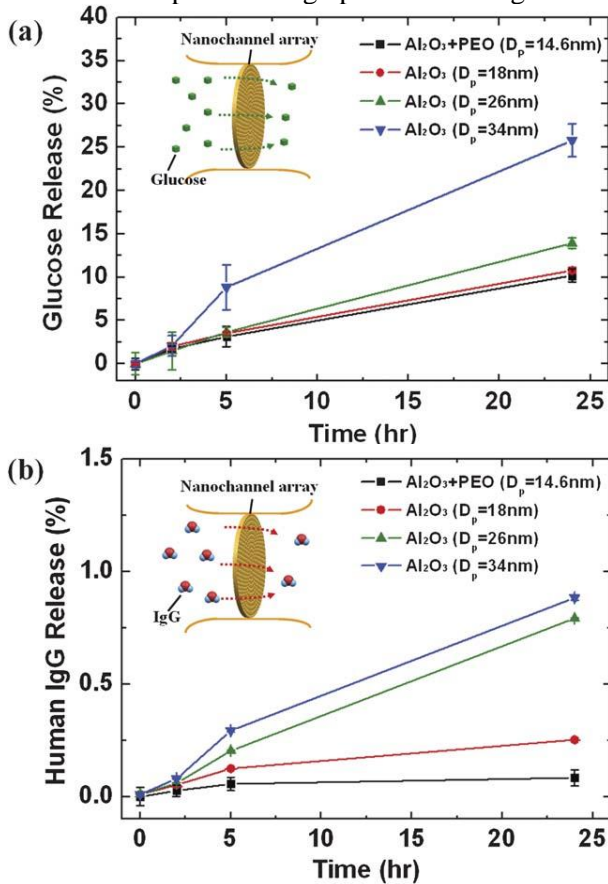 (a)
40
35
30
25
20
15
10
5
0
Glucose Release (%)
Nanochannel array
Glucose
Al₂O₃+PEO (Dₚ=14.6nm)
Al₂O₃ (Dₚ=18nm)
Al₂O₃ (Dₚ=26nm)
Al₂O₃ (Dₚ=34nm)
0 5 10 15 20 25
Time (hr)
(b)
1.5
1.0
0.5
0.0
Human IgG Release (%)
Nanochannel array
IgG
Al₂O₃+PEO (Dₚ=14.6nm)
Al₂O₃ (Dₚ=18nm)
Al₂O₃ (Dₚ=26nm)
Al₂O₃ (Dₚ=34nm)
0 5 10 15 20 25
Time (hr)